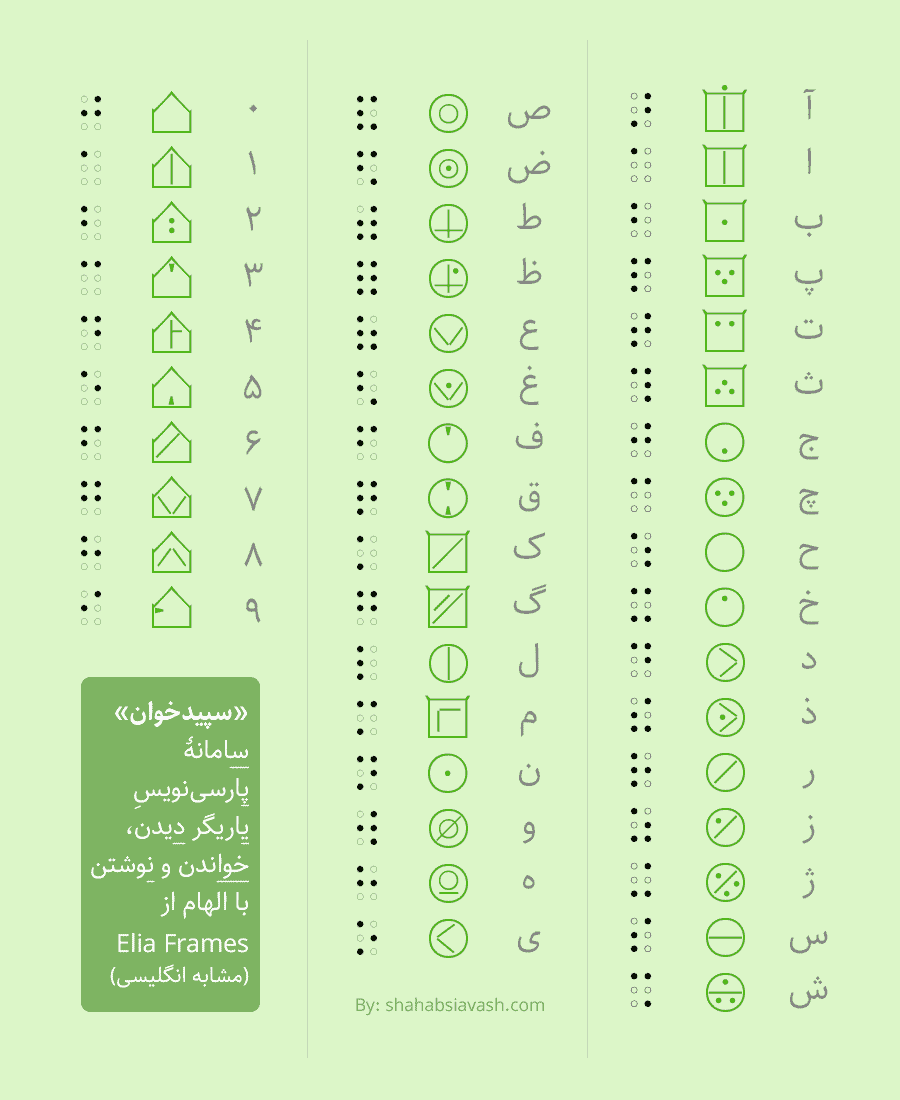 آ
ا
ب
پ
ت
ث
ج
چ
ح
خ
د
ذ
ر
ز
ژ
س
ش
ص
ض
ط
ظ
ع
غ
ف
ق
ک
گ
ل
م
ن
و
ه
ی
By: shahabsiavash.com
۰
۱
۲
۳
۴
۵
۶
۷
۸
۹
«سپیدخوان»
سامانهٔ
پارسی‌نویسِ
یاریگر دیدن،
خواندن و نوشتن
با الهام از
Elia Frames
(مشابه انگلیسی)